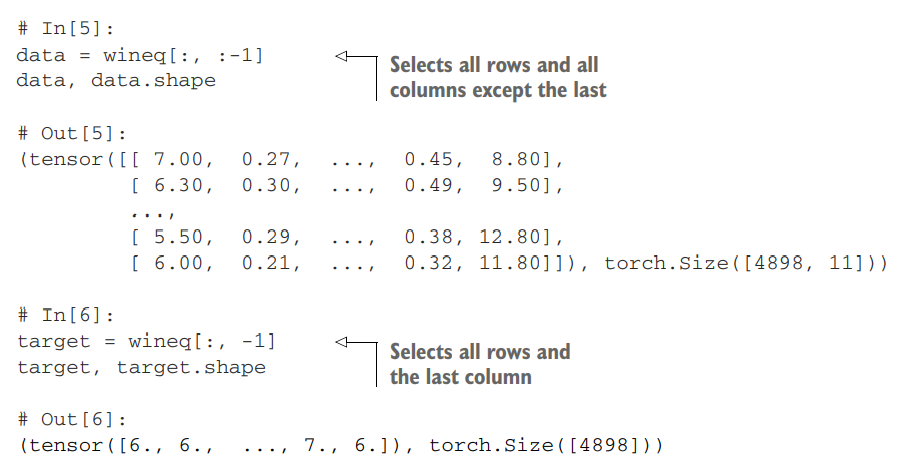 # In[5]:
data = wineq[:, :-1]
data, data.shape
Selects all rows and all
columns except the last
# Out[5]:
(tensor([[ 7.00,  0.27,  ...,  0.45,  8.80],
[ 6.30,  0.30,  ...,  0.49,  9.50],
...,
[ 5.50,  0.29,  ...,  0.38, 12.80],
[ 6.00,  0.21,  ...,  0.32, 11.80]]), torch.Size([4898, 11]))
# In[6]:
target = wineq[:, -1]
target, target.shape
Selects all rows and
the last column
# Out[6]:
(tensor([6., 6.,  ..., 7., 6.]), torch.Size([4898]))